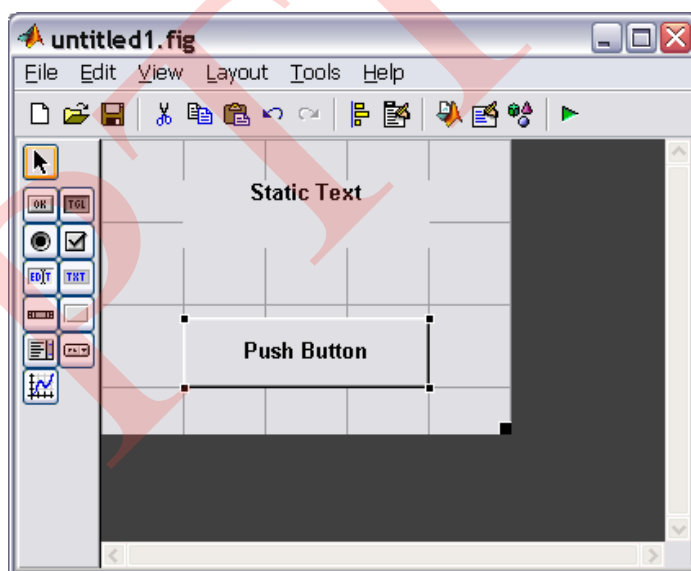 untitled1.fig
File Edit View Layout Tools Help
OK TGL
EDIT TXT
Static Text
Push Button